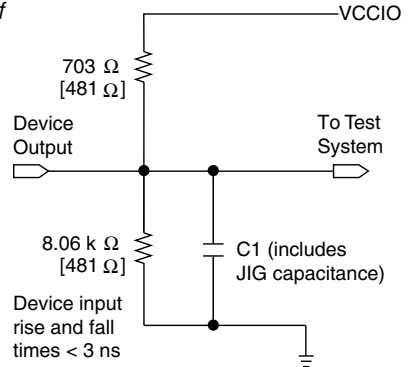 f
VCCIO
703 Ω
[481 Ω]
Device
Output
To Test
System
8.06 k Ω
[481 Ω]
C1 (includes
JIG capacitance)
Device input
rise and fall
times < 3 ns